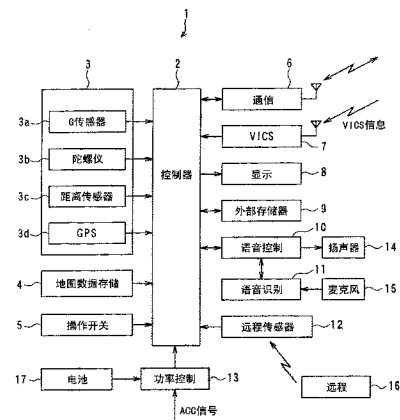 1
3
2
6
3a
G传感器
通信
3b
陀螺仪
VICS
VICS信息
7
控制器
3c
距离传感器
显示
8
3d
GPS
外部存储器
9
10
语音控制
扬声器
14
4
地图数据存储
11
语音识别
麦克风
15
5
操作开关
远程传感器
12
17
电池
功率控制
13
远程
16
ACC信号